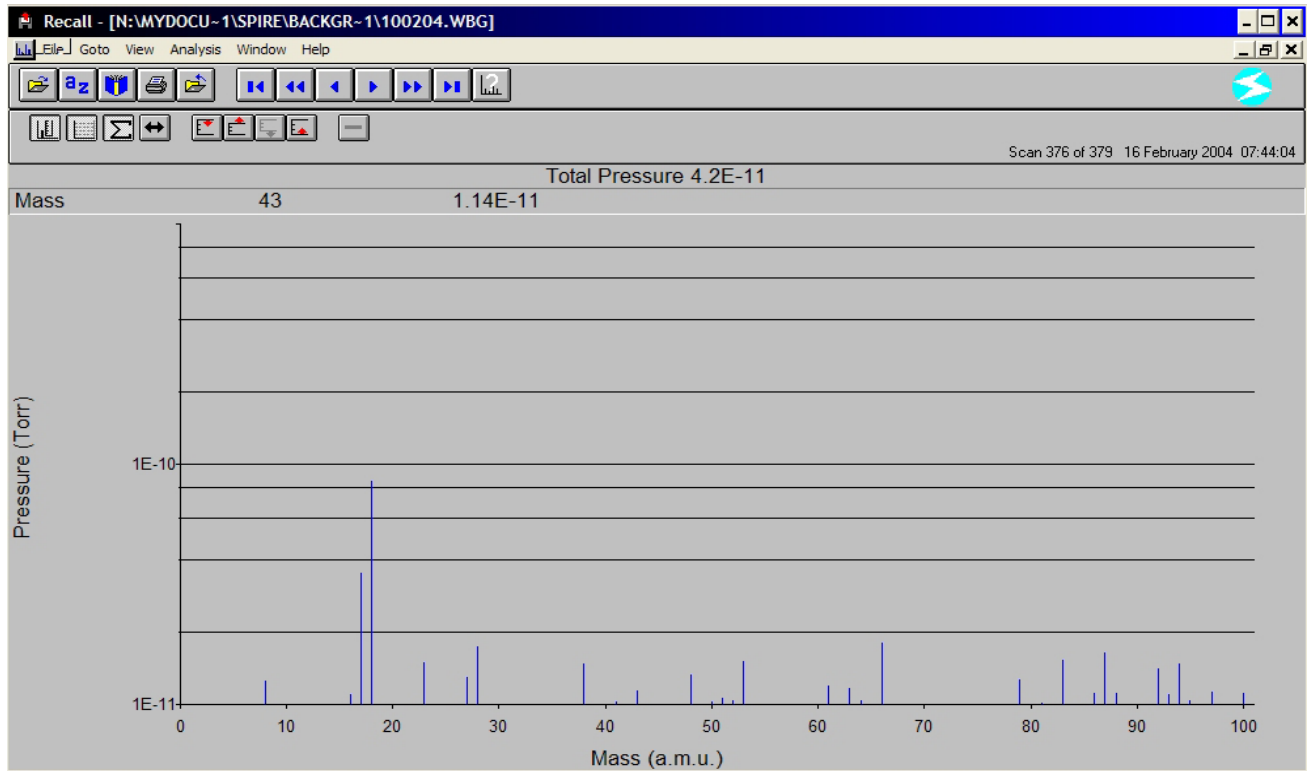 Recall - [N:\MYDOCU~1\SPIRE\BACKGR~1\100204.WBG]
File Goto View Analysis Window Help
az
Scan 376 of 379 16 February 2004 07:44:04
Total Pressure 4.2E-11
Mass 43 1.14E-11
Pressure (Torr)
1E-10
1E-11
0 10 20 30 40 50 60 70 80 90 100
Mass (a.m.u.)